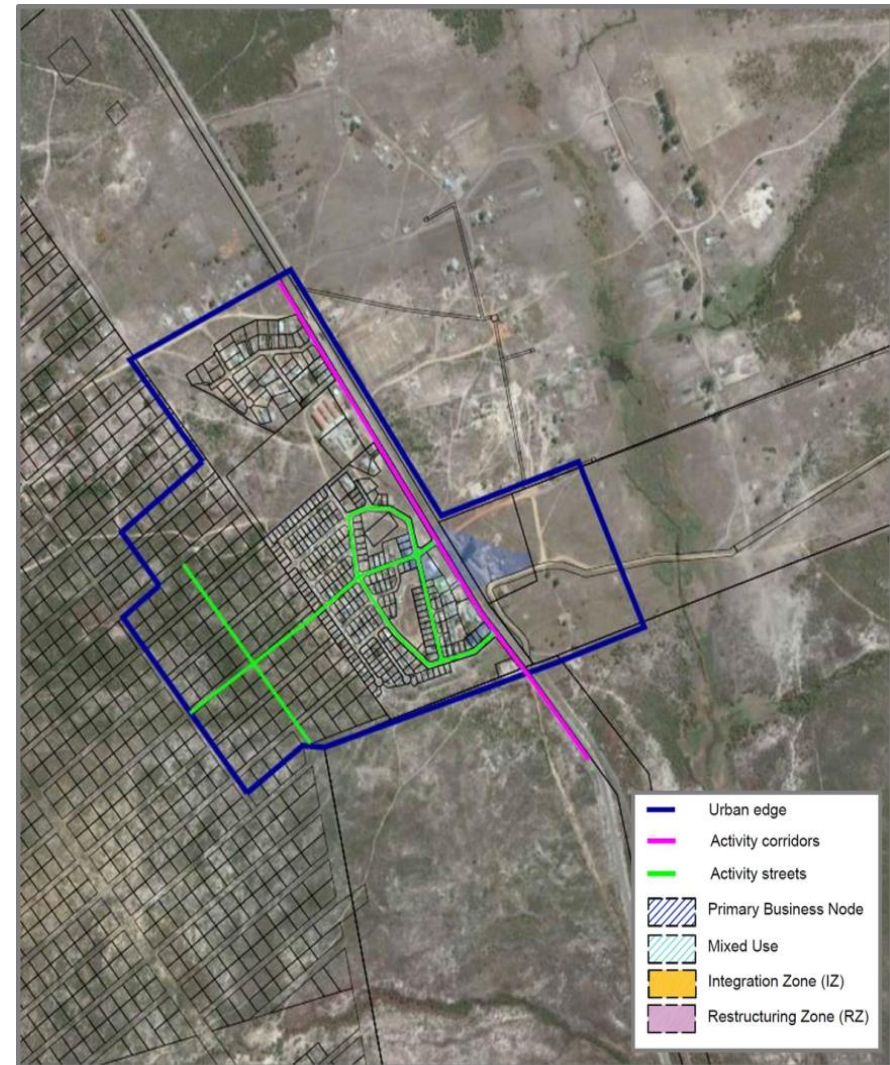 Urban edge
Activity corridors
Activity streets
Primary Business Node
Mixed Use
Integration Zone (IZ)
Restructuring Zone (RZ)